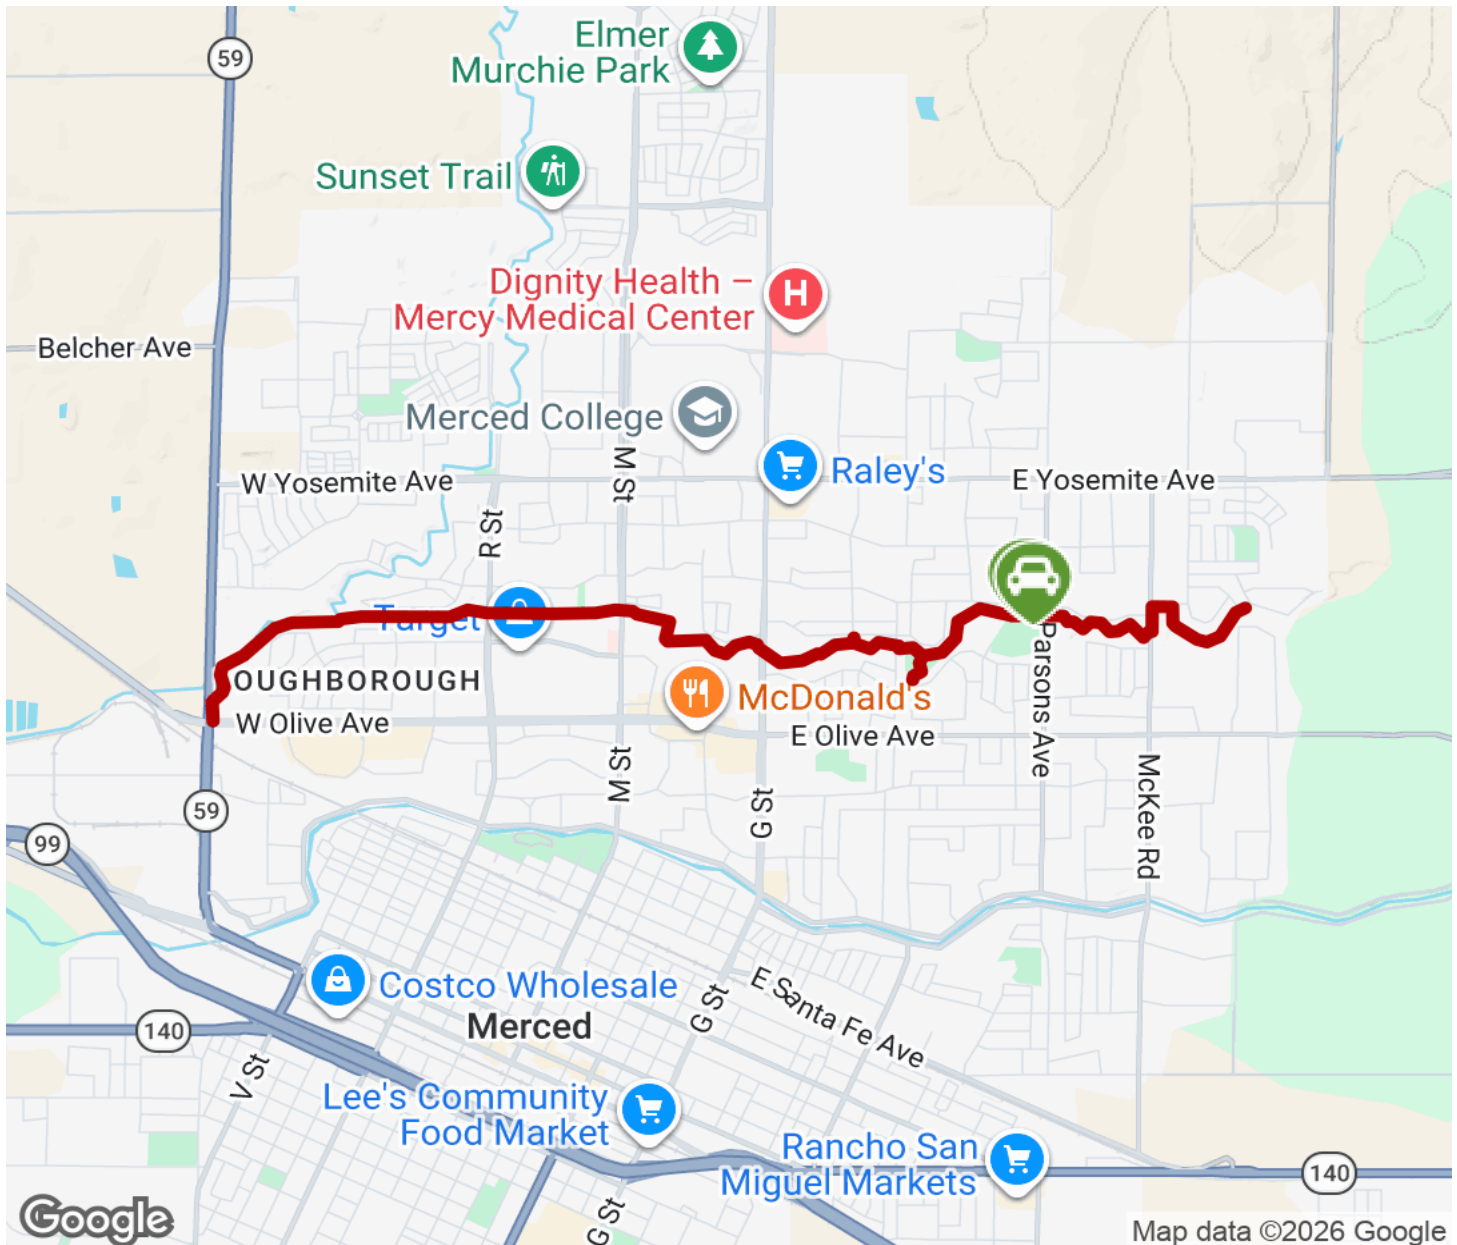 Elmer
Murchie Park
59
Sunset Trail
Dignity Health –
Mercy Medical Center
Belcher Ave
Merced College
M St
Raley's
W Yosemite Ave
E Yosemite Ave
R St
Target
Parsons Ave
OUGHBOROUGH
McDonald's
W Olive Ave
E Olive Ave
M St
G St
McKee Rd
59
99
Costco Wholesale
Merced
G St
E Santa Fe Ave
140
V St
Lee's Community
Food Market
Rancho San
Miguel Markets
140
G St
Google
Map data ©2026 Google